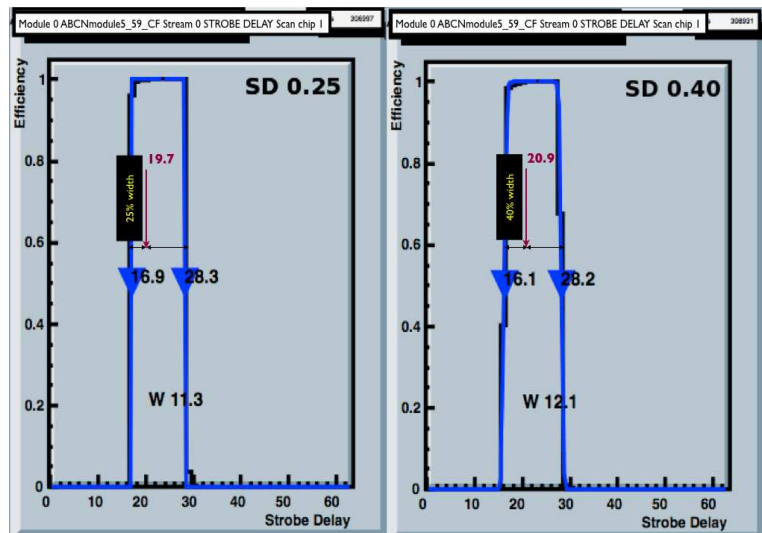 Module 0 ABCNmodule5_59_CF Stream 0 STROBE DELAY Scan chip 1
308997
Efficiency
SD 0.25
1
0.8
0.6
0.4
0.2
0
19.7
25% width
16.9
28.3
W 11.3
0 10 20 30 40 50 60
Strobe Delay
Module 0 ABCNmodule5_59_CF Stream 0 STROBE DELAY Scan chip 1
308931
Efficiency
SD 0.40
1
0.8
0.6
0.4
0.2
0
20.9
40% width
16.1
28.2
W 12.1
0 10 20 30 40 50 60
Strobe Delay